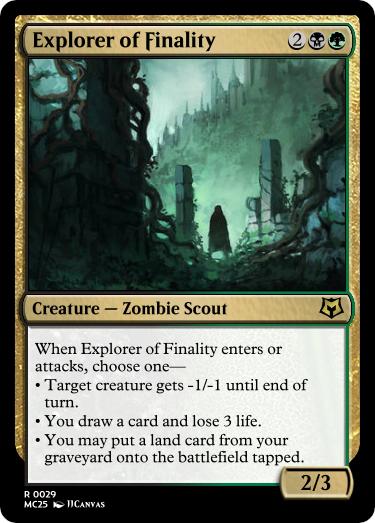 Explorer of Finality 2
Creature — Zombie Scout
When Explorer of Finality enters or
attacks, choose one—
• Target creature gets -1/-1 until end of
turn.
• You draw a card and lose 3 life.
• You may put a land card from your
graveyard onto the battlefield tapped.
2/3
R 0029
MC25 JJCanvas